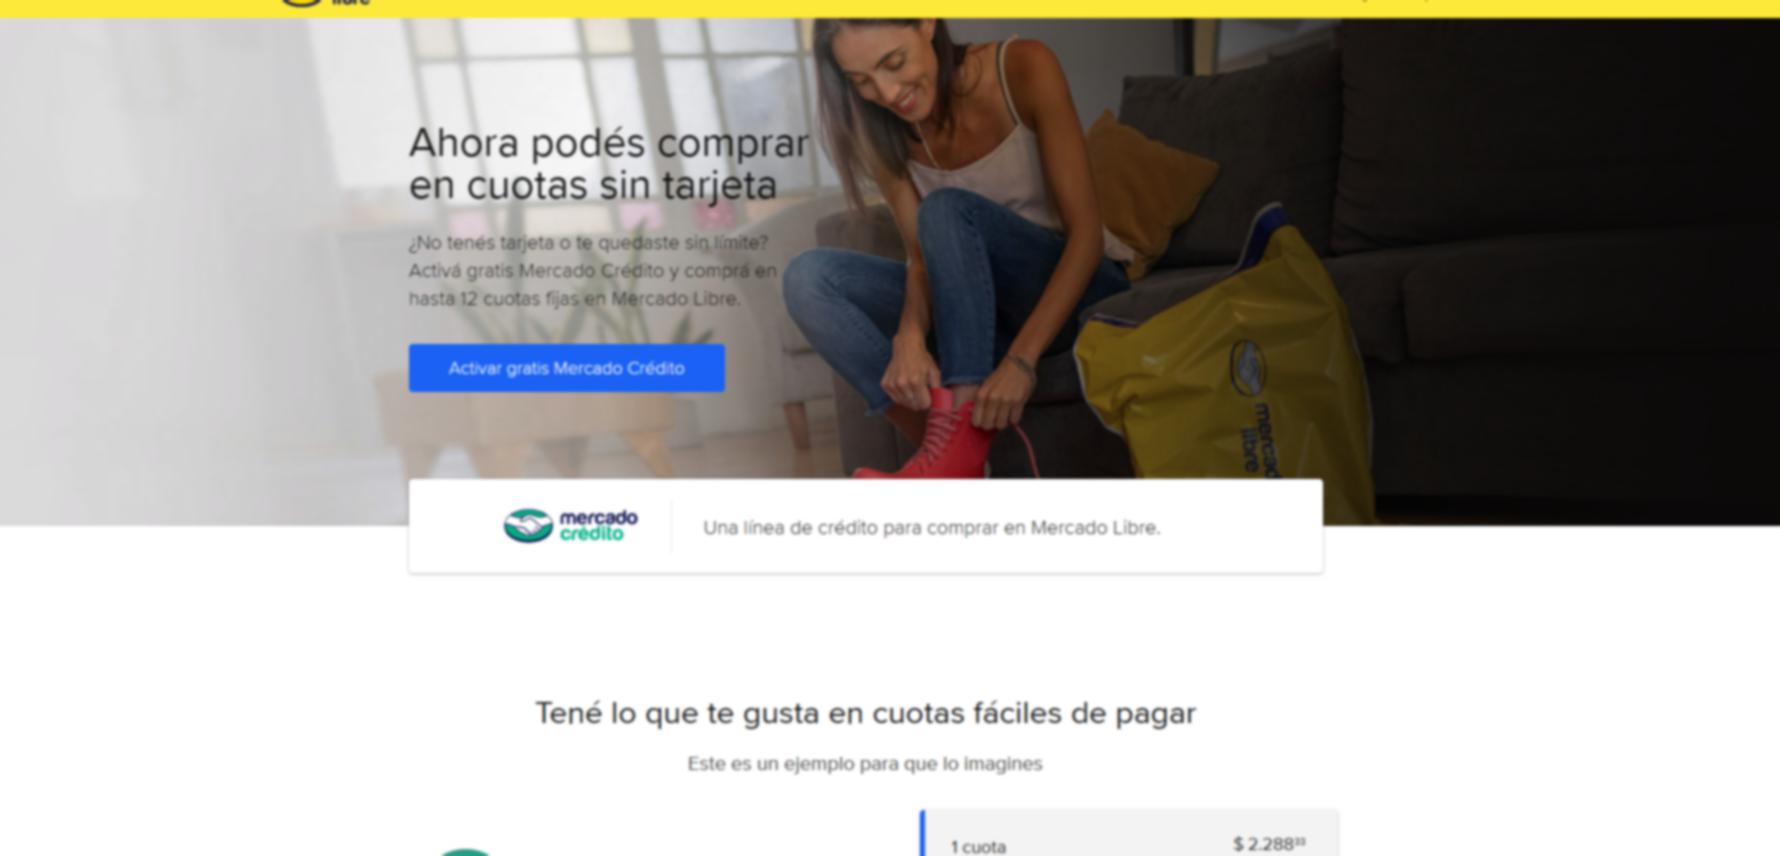 libre
Ahora podés comprar
en cuotas sin tarjeta
¿No tenés tarjeta o te quedaste sin límite?
Activá gratis Mercado Crédito y comprá en
hasta 12 cuotas fijas en Mercado Libre.
Activar gratis Mercado Crédito
mercado
libre
mercado
crédito
Una línea de crédito para comprar en Mercado Libre.
Tené lo que te gusta en cuotas fáciles de pagar
Este es un ejemplo para que lo imagines
1 cuota $ 2.288³³